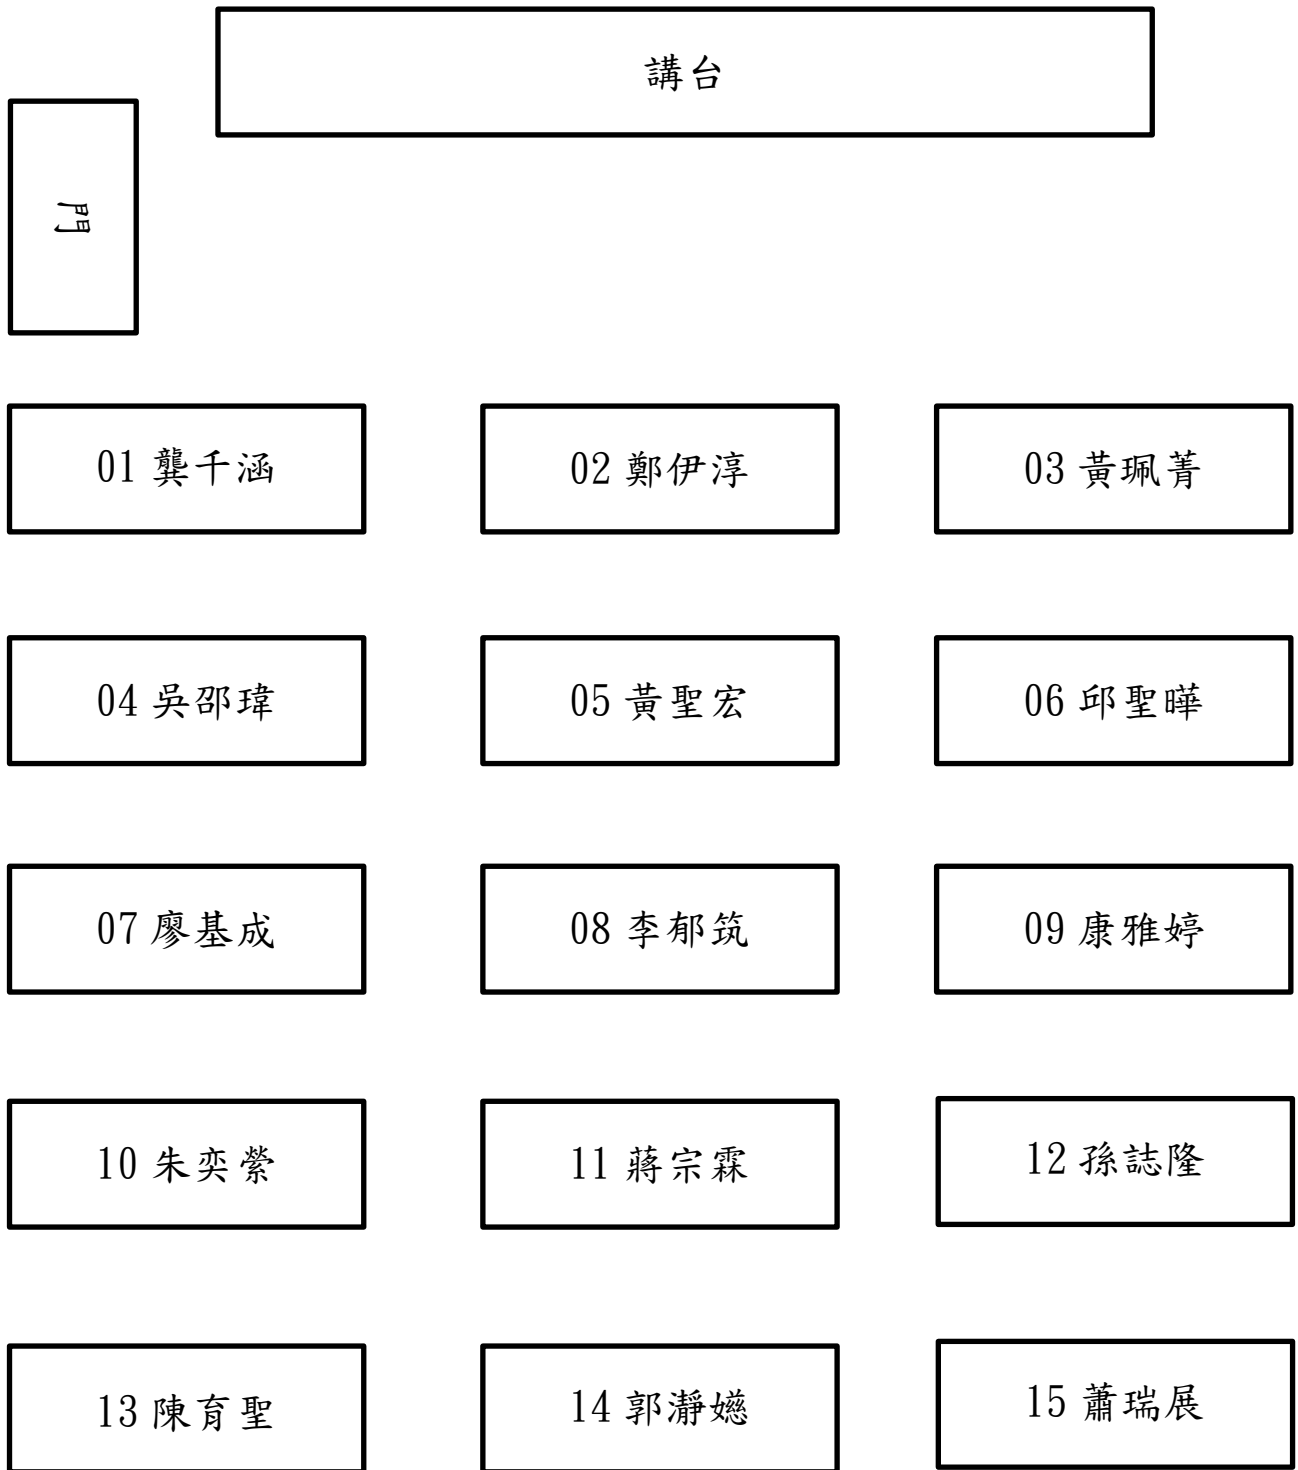 講台
門
01 龔千涵
02 鄭伊淳
03 黃珮菁
04 吳邵瑋
05 黃聖宏
06 邱聖曄
07 廖基成
08 李郁筑
09 康雅婷
10 朱奕縈
11 蔣宗霖
12 孫誌隆
13 陳育聖
14 郭瀞嬨
15 蕭瑞展